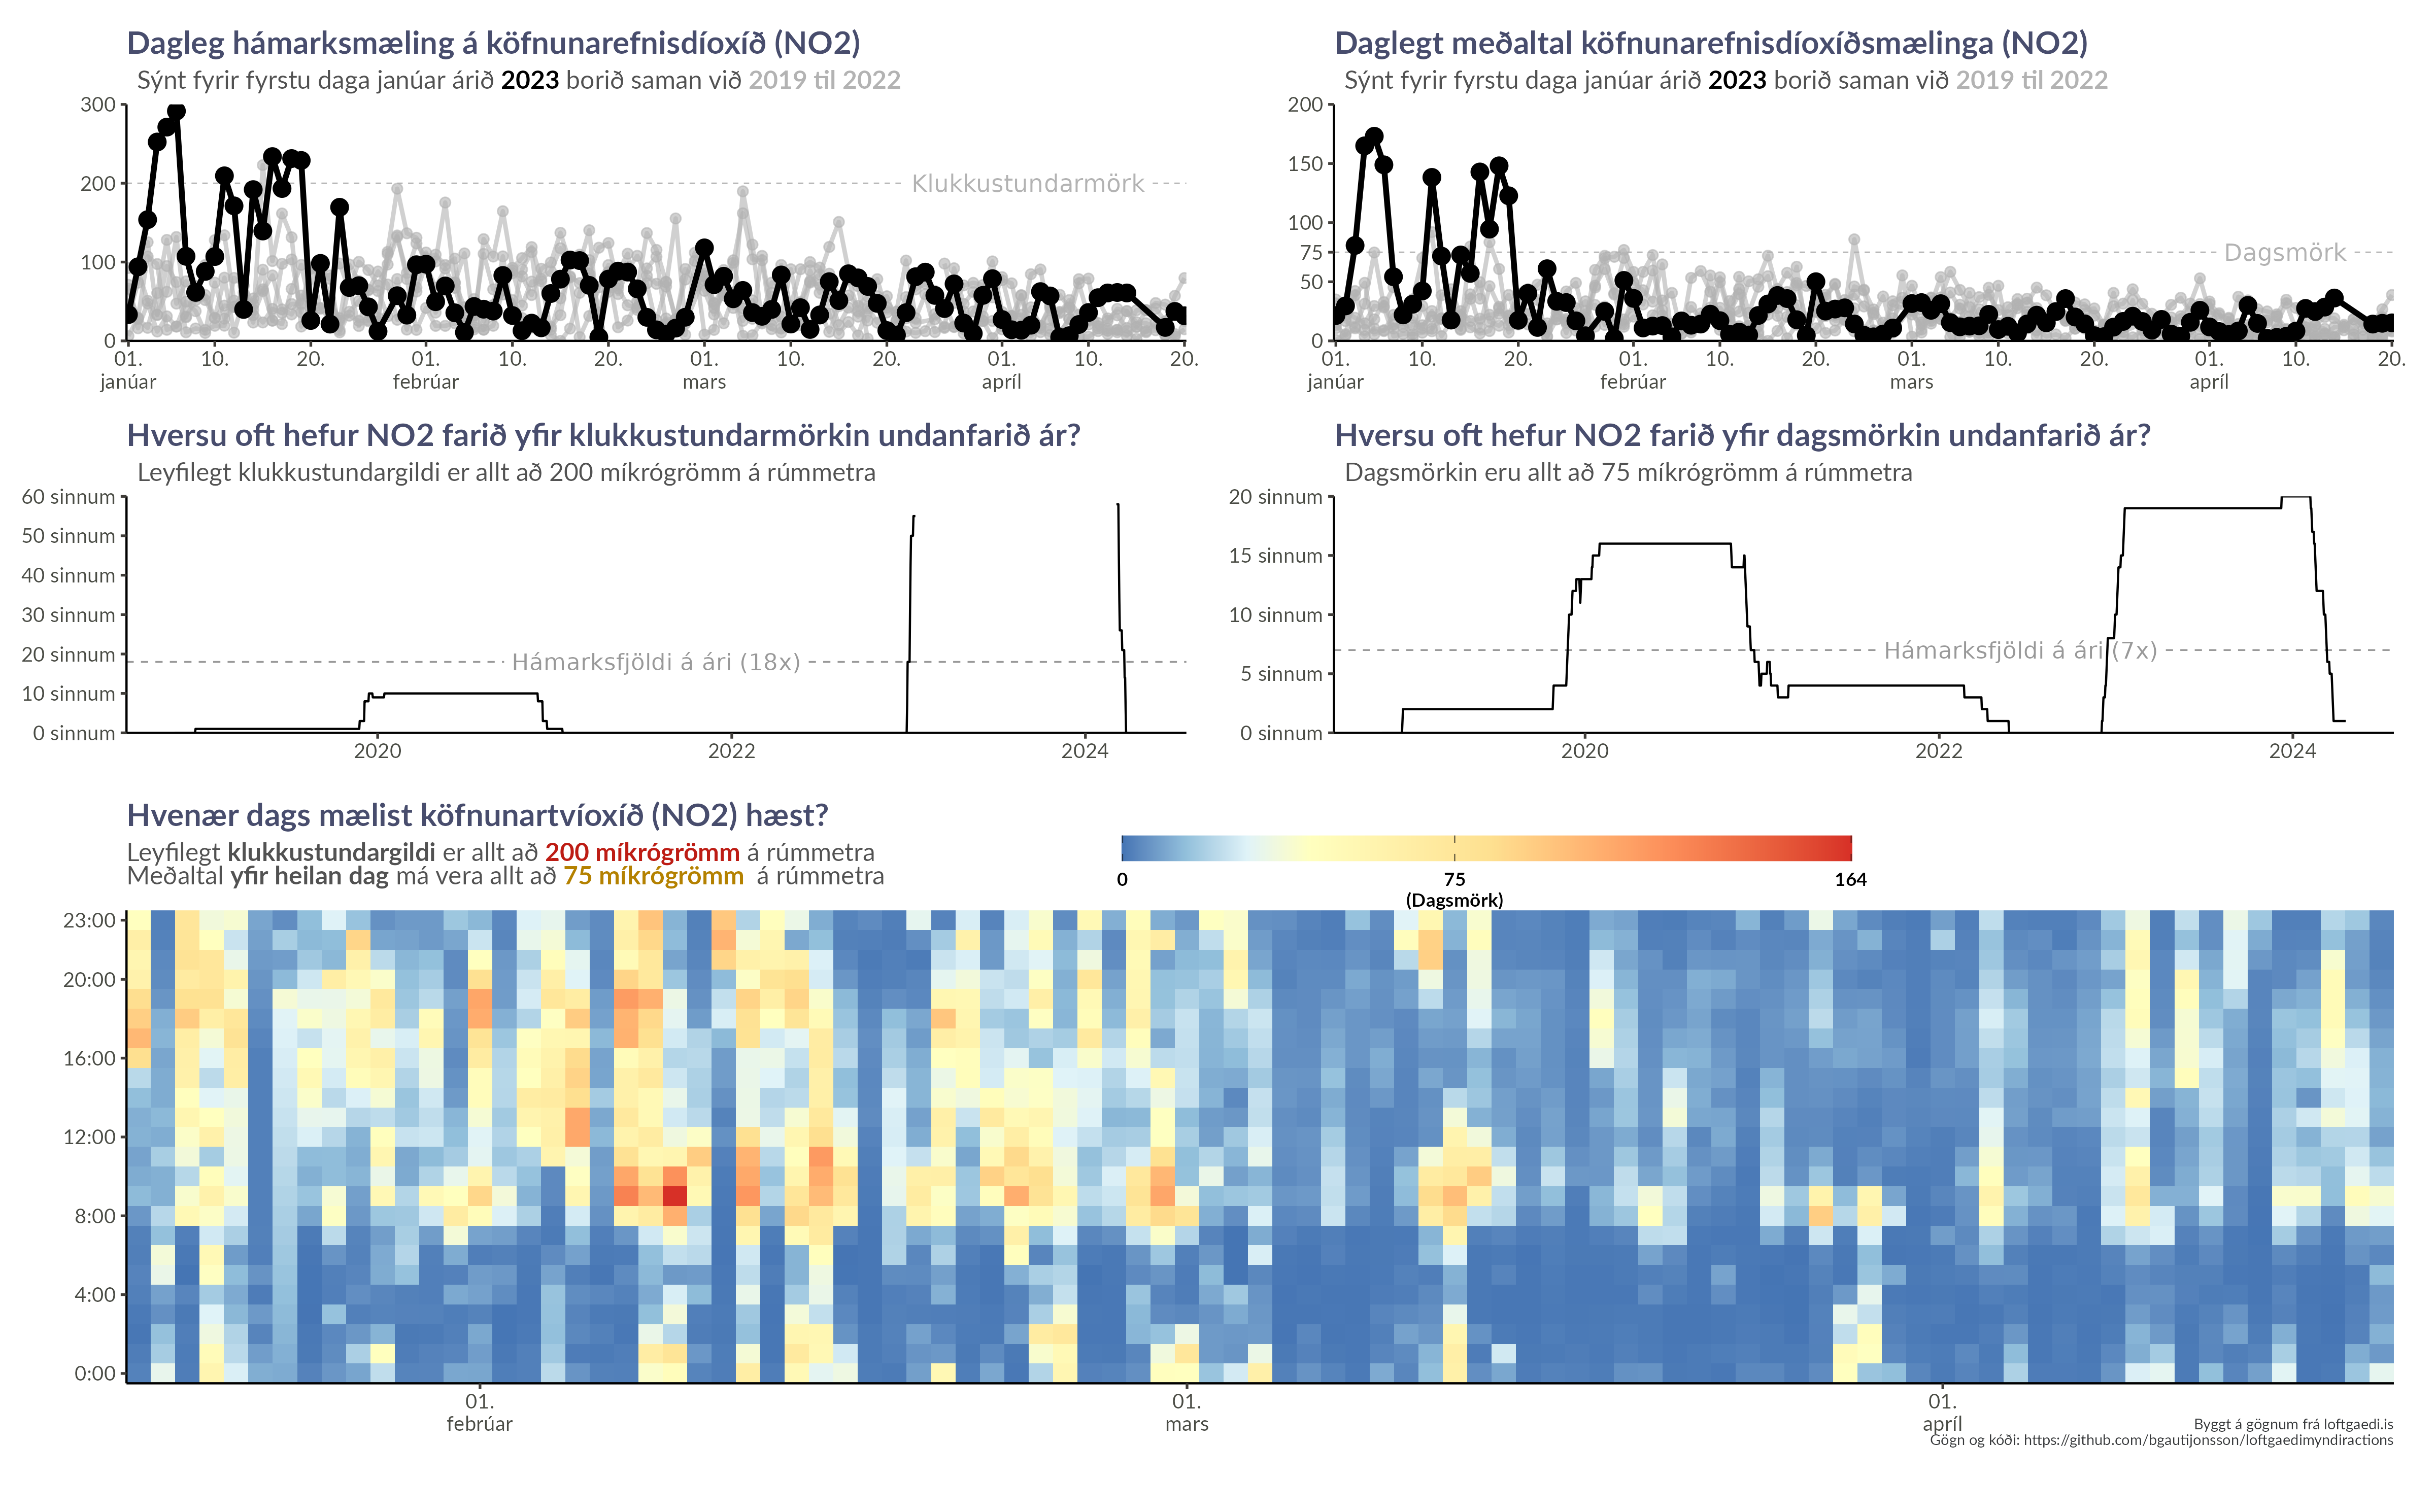 Dagleg hámarksmæling á köfnunarefnisdíoxíð (NO2)
Sýnt fyrir fyrstu daga janúar árið 2023 borið saman við 2019 til 2022
300
200
100
0
Klukkustundarmörk
01. 10. 20. 01. 10. 20. 01. 10. 20. 01. 10. 20.
janúar febrúar mars apríl
Daglegt meðaltal köfnunarefnisdíoxíðsmælinga (NO2)
Sýnt fyrir fyrstu daga janúar árið 2023 borið saman við 2019 til 2022
200
150
100
75
50
0
Dagsmörk
01. 10. 20. 01. 10. 20. 01. 10. 20. 01. 10. 20.
janúar febrúar mars apríl
Hversu oft hefur NO2 farið yfir klukkustundarmörkin undanfarið ár?
Leyfilegt klukkustundargildi er allt að 200 míkrógrömm á rúmmetra
60 sinnum
50 sinnum
40 sinnum
30 sinnum
20 sinnum
10 sinnum
0 sinnum
Hámarksfjöldi á ári (18x)
2020 2022 2024
Hversu oft hefur NO2 farið yfir dagsmörkin undanfarið ár?
Dagsmörkin eru allt að 75 míkrógrömm á rúmmetra
20 sinnum
15 sinnum
10 sinnum
5 sinnum
0 sinnum
Hámarksfjöldi á ári (7x)
2020 2022 2024
Hvenær dags mælist köfnunartvíoxíð (NO2) hæst?
Leyfilegt klukkustundargildi er allt að 200 míkrógrömm á rúmmetra
Meðaltal yfir heilan dag má vera allt að 75 míkrógrömm á rúmmetra
0 75 164
(Dagsmörk)
23:00
20:00
16:00
12:00
8:00
4:00
0:00
01. 01. 01.
febrúar mars apríl
Byggt á gögnum frá loftgaedi.is
Gögn og kóði: https://github.com/bgautijonsson/loftgaedimyndiractions